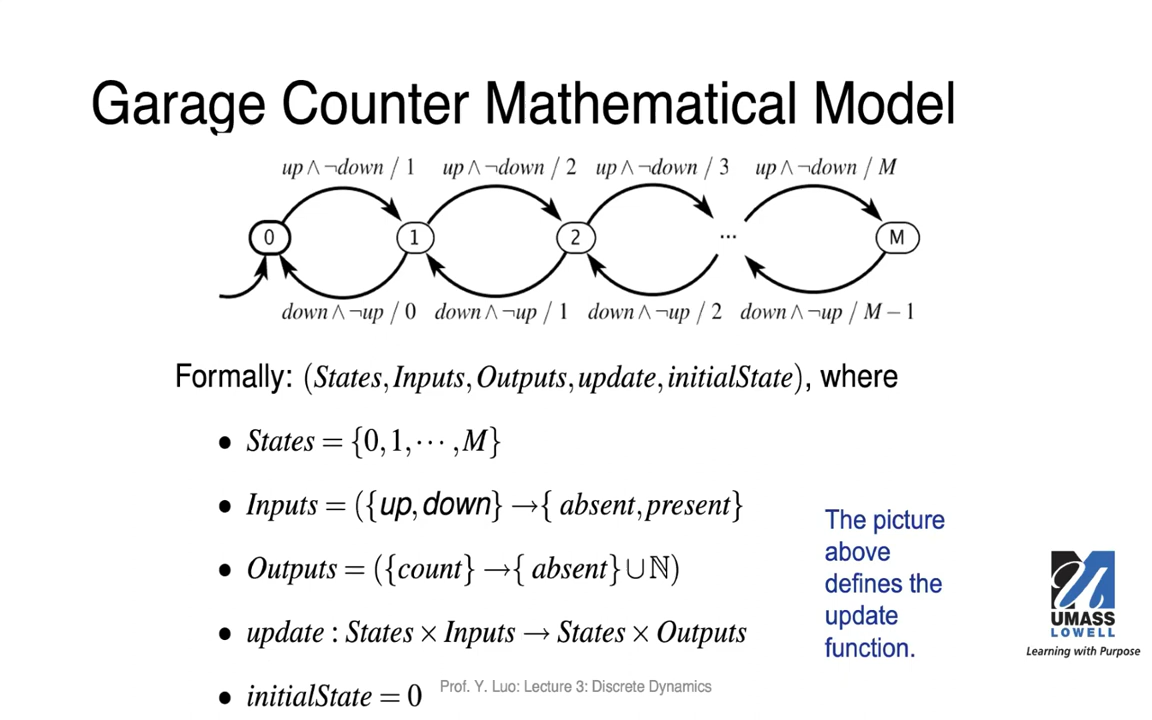 Garage Counter Mathematical Model
up ∧ ¬down / 1 up ∧ ¬down / 2 up ∧ ¬down / 3 up ∧ ¬down / M
0 1 2 ... M
down ∧ ¬up / 0 down ∧ ¬up / 1 down ∧ ¬up / 2 down ∧ ¬up / M − 1
Formally: (States, Inputs, Outputs, update, initialState), where
• States = {0, 1, ⋯ , M}
• Inputs = ({up, down} → { absent, present}
• Outputs = ({count} → { absent} ∪ ℕ)
• update : States × Inputs → States × Outputs
• initialState = 0
The picture
above
defines the
update
function.
UMASS
LOWELL
Learning with Purpose
Prof. Y. Luo: Lecture 3: Discrete Dynamics